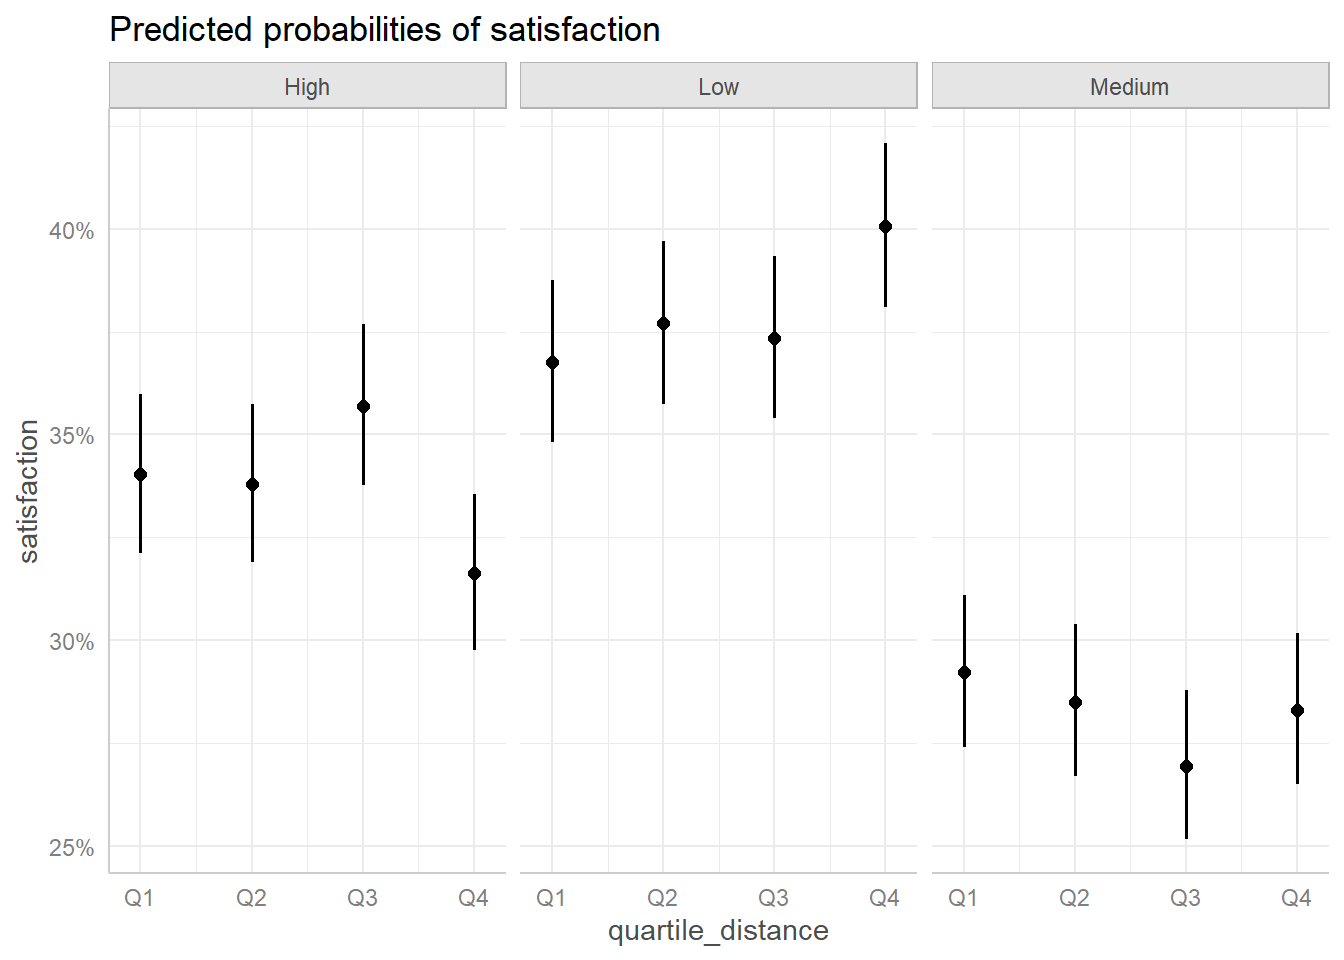 Predicted probabilities of satisfaction
High
Low
Medium
satisfaction
40%
35%
30%
25%
Q1 Q2 Q3 Q4
Q1 Q2 Q3 Q4
Q1 Q2 Q3 Q4
quartile_distance